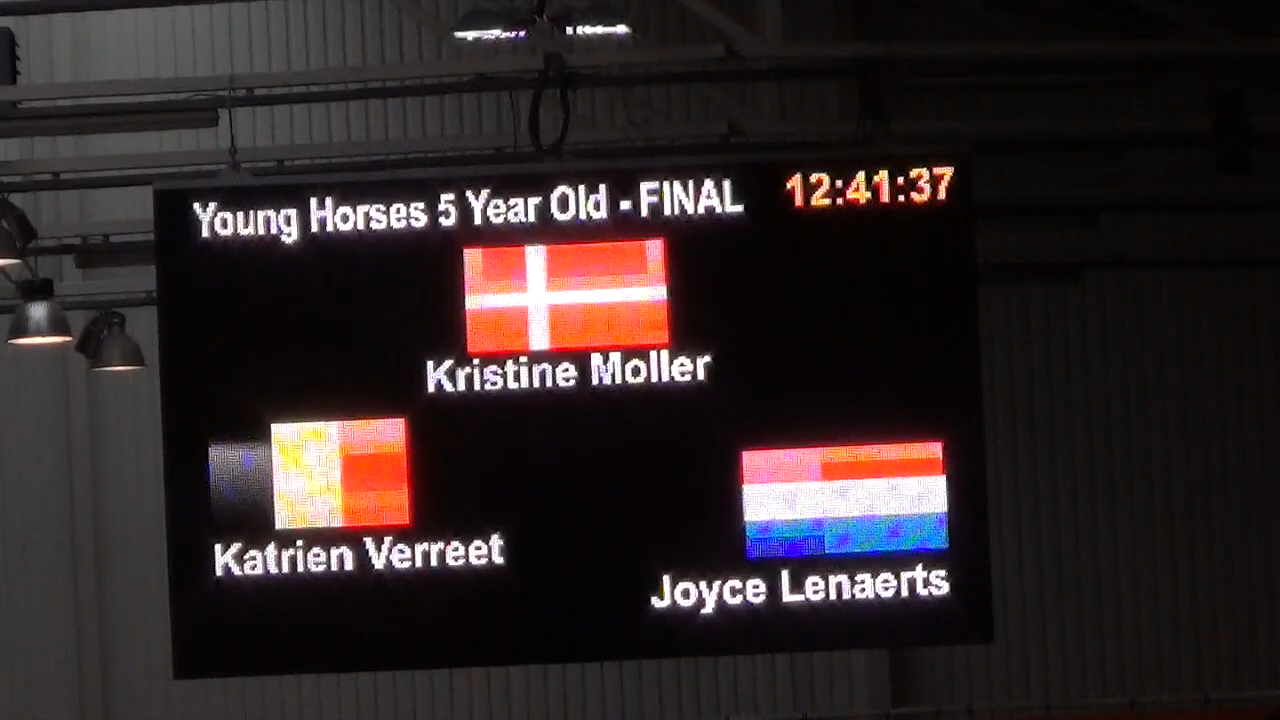 Young Horses 5 Year Old - FINAL 12:41:37
Kristine Moller
Katrien Verreet
Joyce Lenaerts